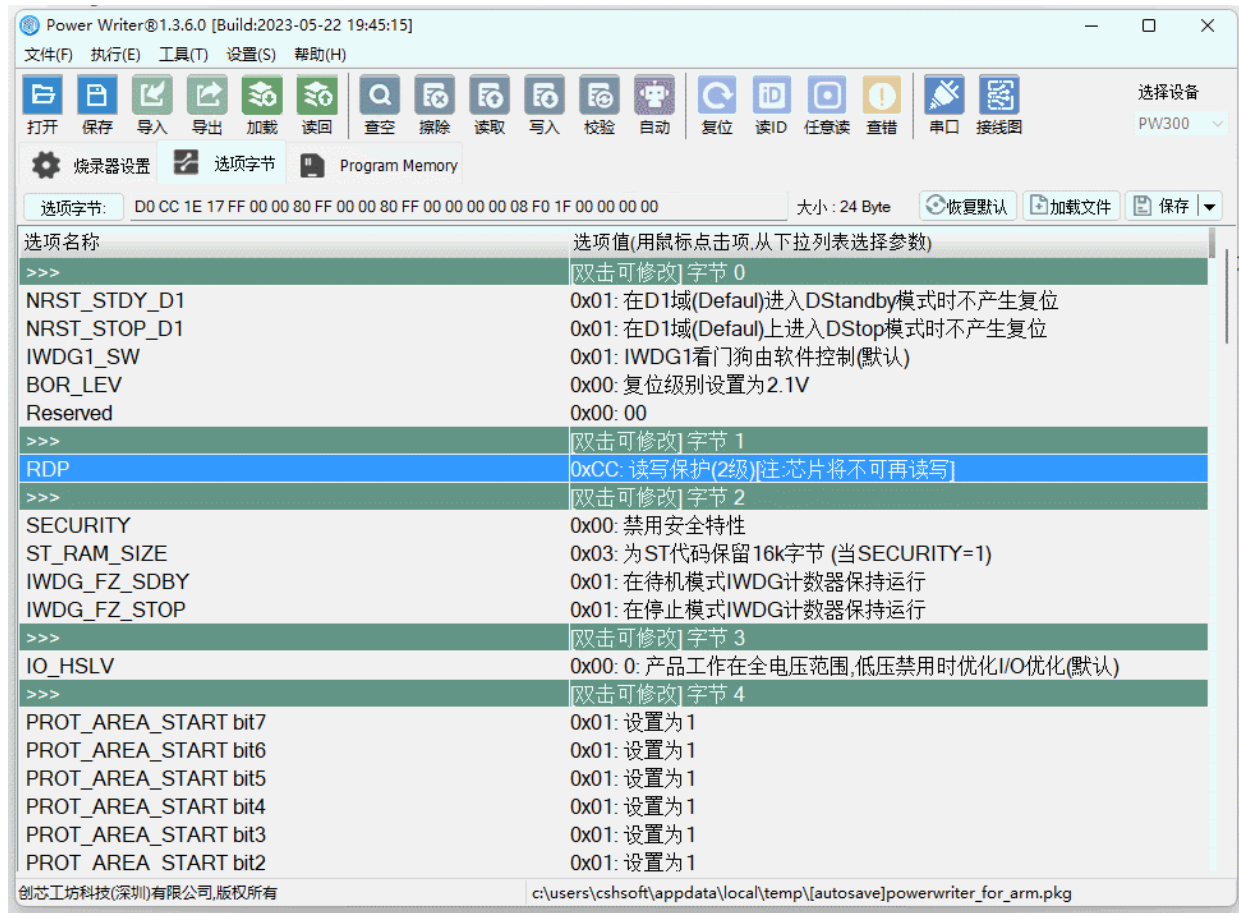 Power Writer®1.3.6.0 [Build:2023-05-22 19:45:15]
文件(F) 执行(E) 工具(T) 设置(S) 帮助(H)
打开 保存 导入 导出 加载 读回 查空 擦除 读取 写入 校验 自动 复位 读ID 任意读 查错 串口 接线图
选择设备
PW300
烧录器设置 选项字节 Program Memory
选项字节: D0 CC 1E 17 FF 00 00 80 FF 00 00 80 FF 00 00 00 00 08 F0 1F 00 00 00 00 大小 : 24 Byte 恢复默认 加载文件 保存
选项名称 选项值(用鼠标点击项,从下拉列表选择参数)
>>> [双击可修改] 字节 0
NRST_STDY_D1 0x01: 在D1域(Defaul)进入DStandby模式时不产生复位
NRST_STOP_D1 0x01: 在D1域(Defaul)上进入DStop模式时不产生复位
IWDG1_SW 0x01: IWDG1看门狗由软件控制(默认)
BOR_LEV 0x00: 复位级别设置为2.1V
Reserved 0x00: 00
>>> [双击可修改] 字节 1
RDP 0xCC: 读写保护(2级)[注:芯片将不可再读写]
>>> [双击可修改] 字节 2
SECURITY 0x00: 禁用安全特性
ST_RAM_SIZE 0x03: 为ST代码保留16k字节 (当SECURITY=1)
IWDG_FZ_SDBY 0x01: 在待机模式IWDG计数器保持运行
IWDG_FZ_STOP 0x01: 在停止模式IWDG计数器保持运行
>>> [双击可修改] 字节 3
IO_HSLV 0x00: 0: 产品工作在全电压范围,低压禁用时优化I/O优化(默认)
>>> [双击可修改] 字节 4
PROT_AREA_START bit7 0x01: 设置为1
PROT_AREA_START bit6 0x01: 设置为1
PROT_AREA_START bit5 0x01: 设置为1
PROT_AREA_START bit4 0x01: 设置为1
PROT_AREA_START bit3 0x01: 设置为1
PROT_AREA_START bit2 0x01: 设置为1
创芯工坊科技(深圳)有限公司,版权所有 c:\users\cshsoft\appdata\local\temp\[autosave]powerwriter_for_arm.pkg